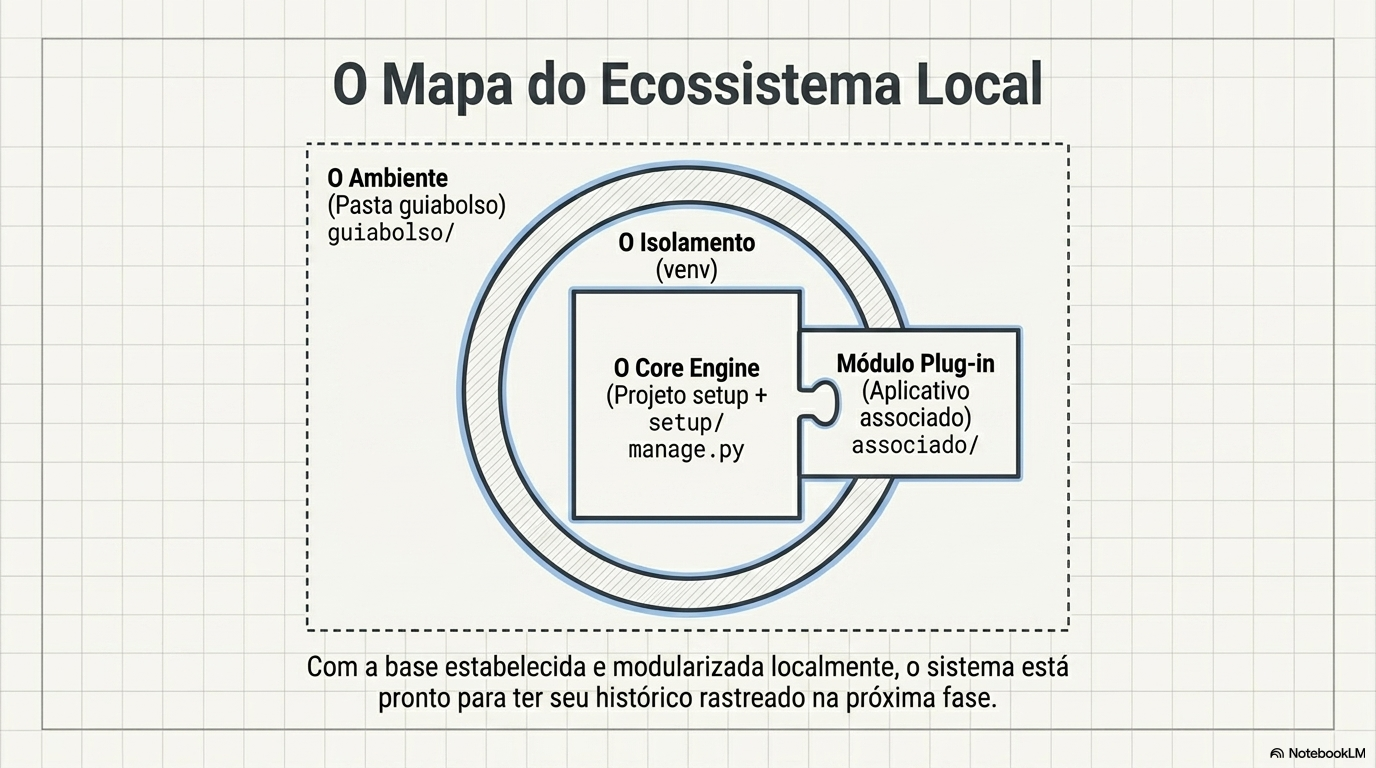 O Mapa do Ecossistema Local
O Ambiente
(Pasta guiabolso)
guiabolso/
O Isolamento
(venv)
O Core Engine
(Projeto setup +
setup/
manage.py
Módulo Plug-in
(Aplicativo
associado)
associado/
Com a base estabelecida e modularizada localmente, o sistema está
pronto para ter seu histórico rastreado na próxima fase.
NotebookLM